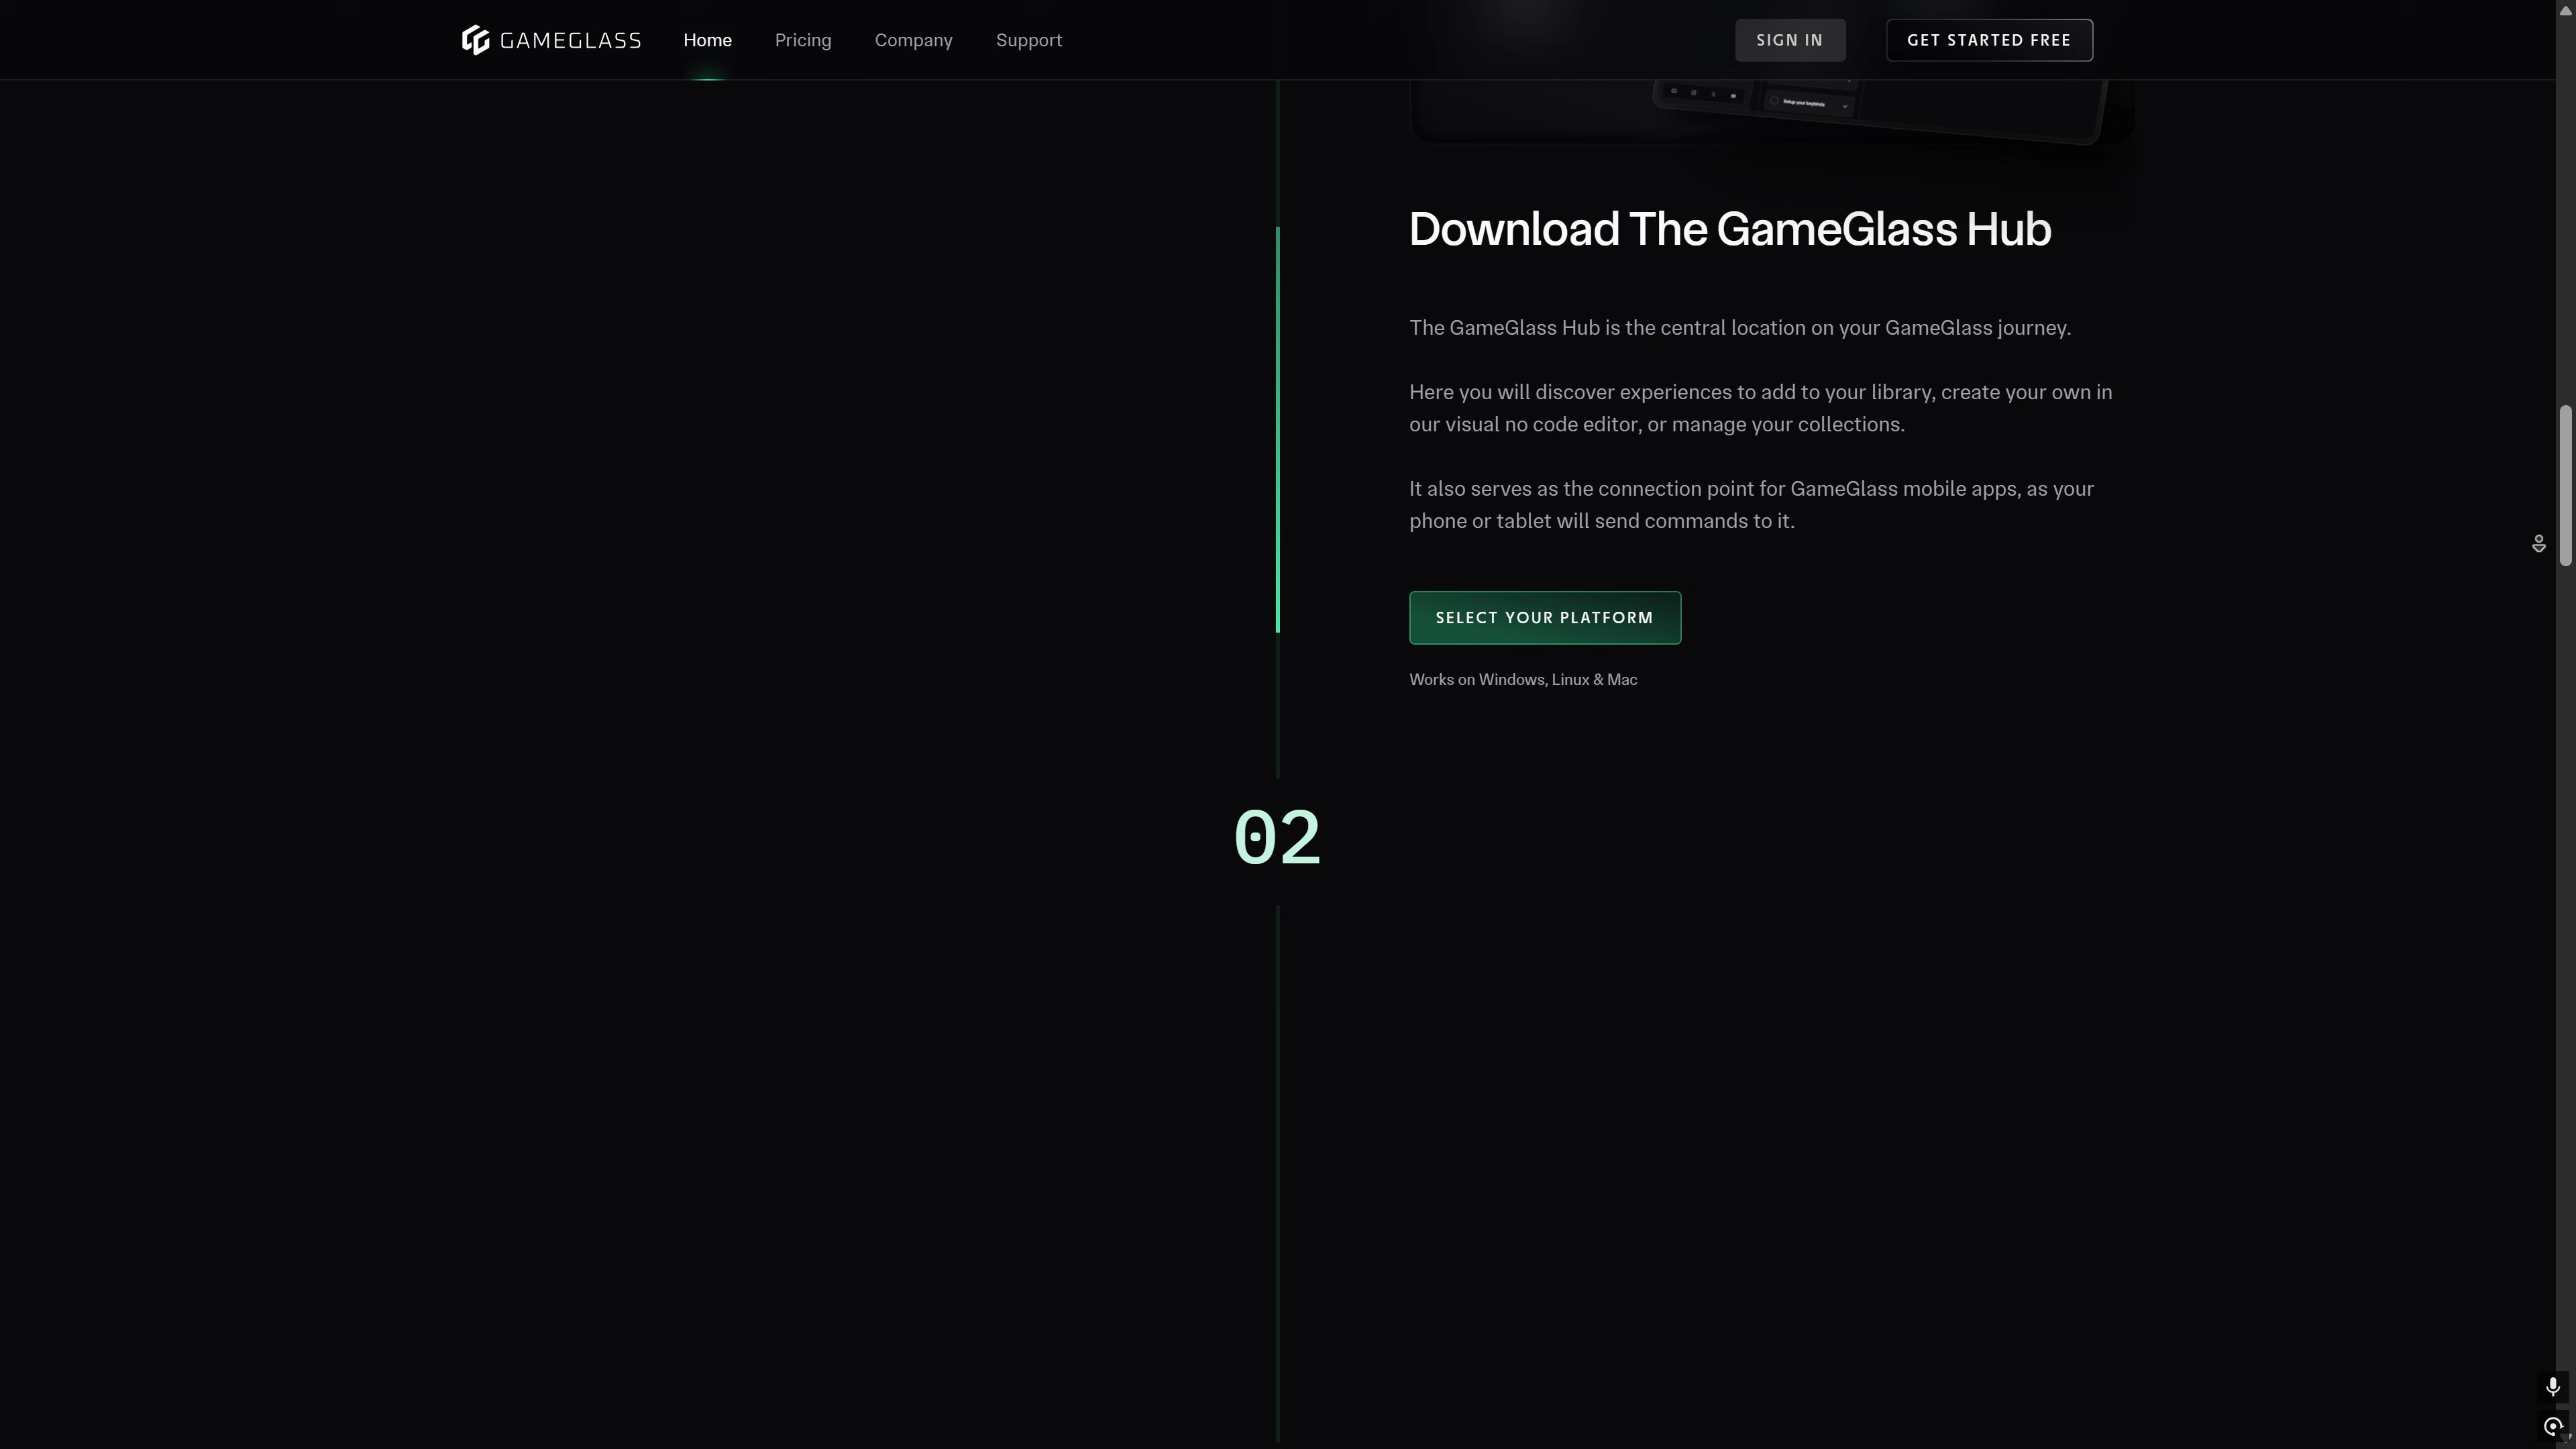 GAMEGLASS
Home
Pricing
Company
Support
SIGN IN
GET STARTED FREE
Setup your keybinds
Download The GameGlass Hub
The GameGlass Hub is the central location on your GameGlass journey.
Here you will discover experiences to add to your library, create your own in
our visual no code editor, or manage your collections.
It also serves as the connection point for GameGlass mobile apps, as your
phone or tablet will send commands to it.
SELECT YOUR PLATFORM
Works on Windows, Linux & Mac
02